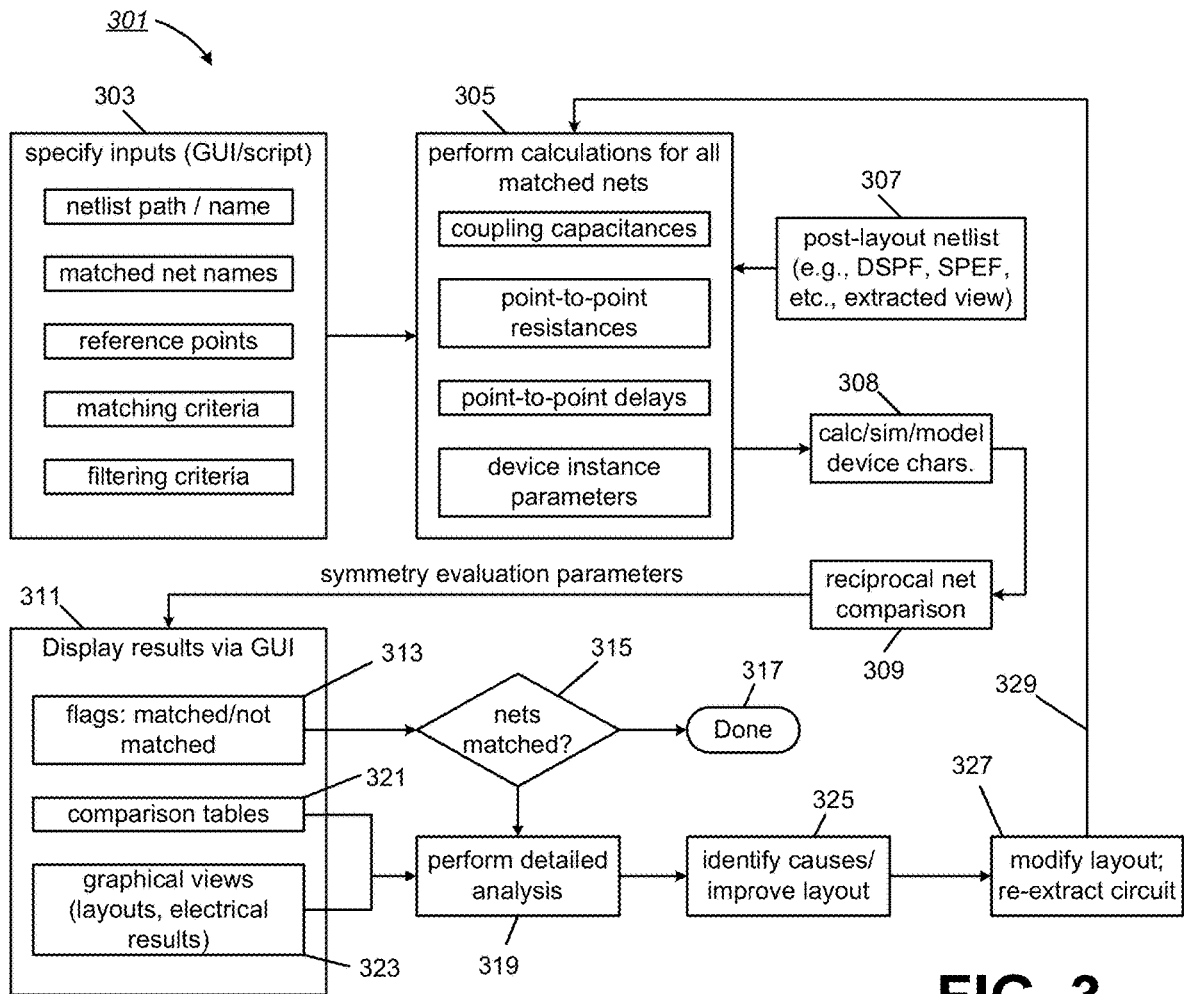 301
303
specify inputs (GUI/script)
netlist path / name
matched net names
reference points
matching criteria
filtering criteria
305
perform calculations for all
matched nets
coupling capacitances
point-to-point
resistances
point-to-point delays
device instance
parameters
307
post-layout netlist
(e.g., DSPF, SPEF,
etc., extracted view)
308
calc/sim/model
device chars.
symmetry evaluation parameters
reciprocal net
comparison
309
311
Display results via GUI
313
flags: matched/not
matched
315
nets
matched?
317
Done
321
comparison tables
graphical views
(layouts, electrical
results)
323
perform detailed
analysis
319
325
identify causes/
improve layout
327
modify layout;
re-extract circuit
329
FIG. 3